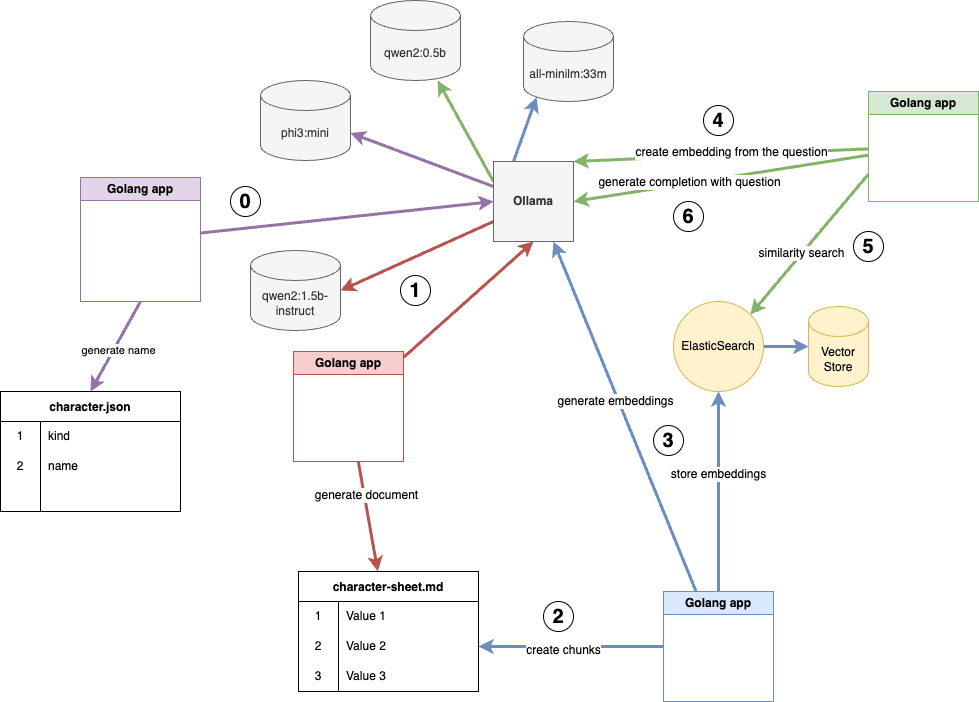 qwen2:0.5b
all-minilm:33m
phi3:mini
Golang app
4
create embedding from the question
generate completion with question
6
Golang app
0
Ollama
similarity search
5
qwen2:1.5b-
instruct
1
ElasticSearch
Vector
Store
generate name
Golang app
character.json
1 kind
2 name
generate embeddings
3
store embeddings
generate document
character-sheet.md
1 Value 1
2 Value 2
3 Value 3
2
create chunks
Golang app